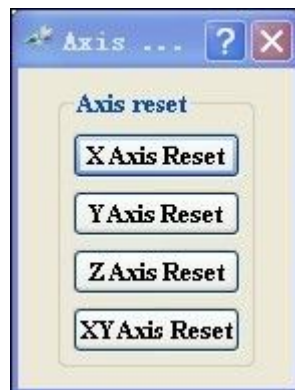 Axis ...
Axis reset
X Axis Reset
Y Axis Reset
Z Axis Reset
XY Axis Reset